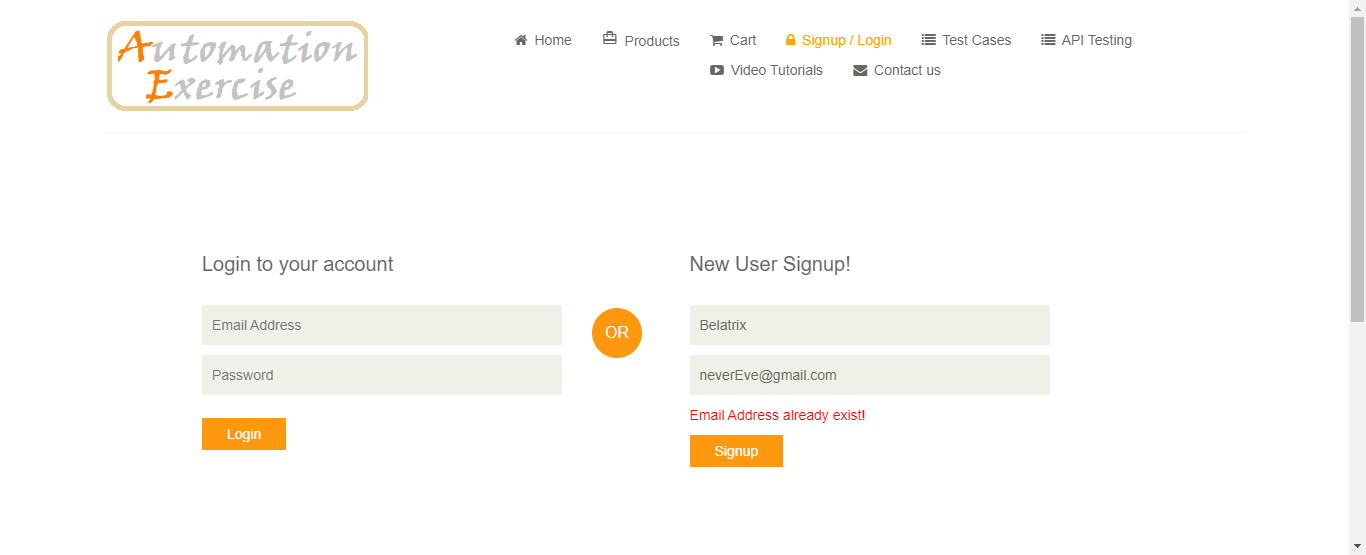 Automation
Exercise
Home Products Cart Signup / Login Test Cases API Testing
Video Tutorials Contact us
Login to your account
Email Address
Password
Login
OR
New User Signup!
Belatrix
neverEve@gmail.com
Email Address already exist!
Signup